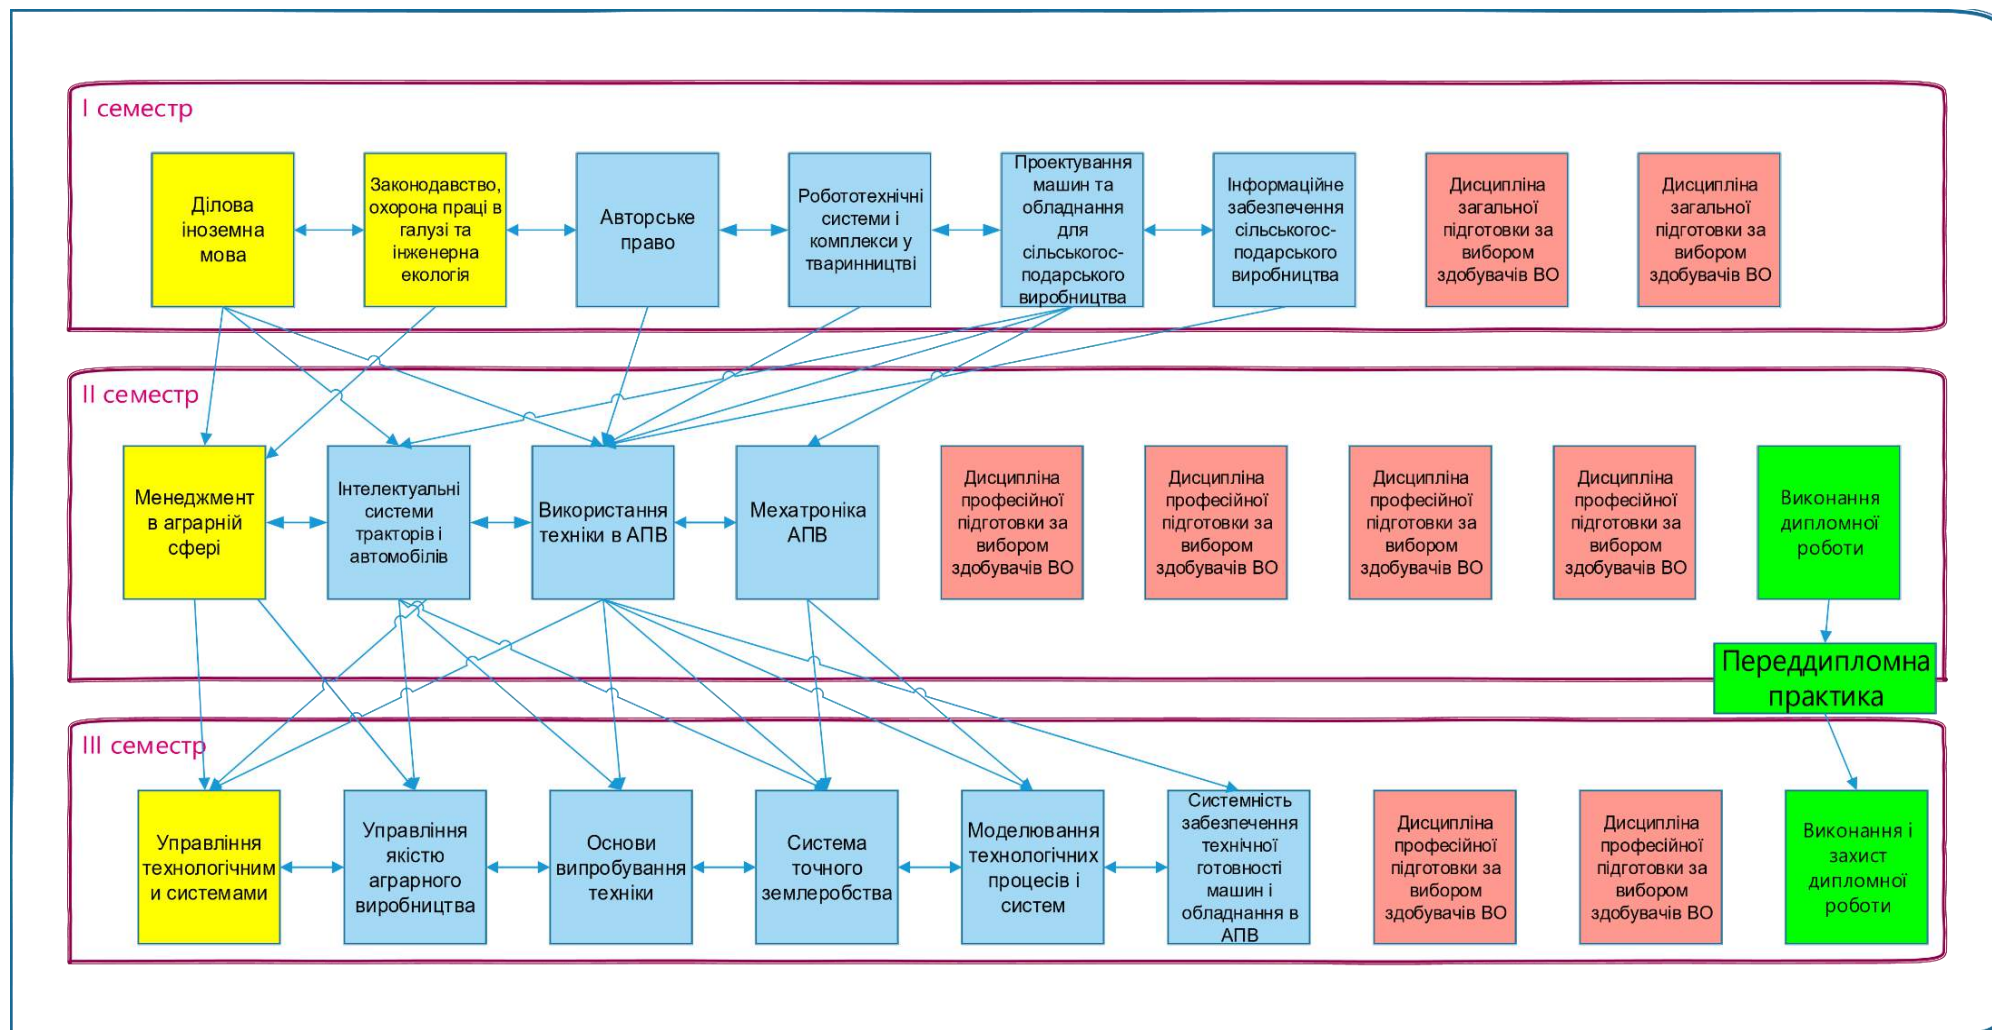 І семестр
Ділова
іноземна
мова
Законодавство,
охорона праці в
галузі та
інженерна
екологія
Авторське
право
Робототехнічні
системи і
комплекси у
тваринництві
Проектування
машин та
обладнання
для
сільськогос-
подарського
виробництва
Інформаційне
забезпечення
сільськогос-
подарського
виробництва
Дисципліна
загальної
підготовки за
вибором
здобувачів ВО
Дисципліна
загальної
підготовки за
вибором
здобувачів ВО
ІІ семестр
Менеджмент
в аграрній
сфері
Інтелектуальні
системи
тракторів і
автомобілів
Використання
техніки в АПВ
Мехатроніка
АПВ
Дисципліна
професійної
підготовки за
вибором
здобувачів ВО
Дисципліна
професійної
підготовки за
вибором
здобувачів ВО
Дисципліна
професійної
підготовки за
вибором
здобувачів ВО
Дисципліна
професійної
підготовки за
вибором
здобувачів ВО
Виконання
дипломної
роботи
Переддипломна
практика
ІІІ семестр
Управління
технологічним
и системами
Управління
якістю
аграрного
виробництва
Основи
випробування
техніки
Система
точного
землеробства
Моделювання
технологічних
процесів і
систем
Системність
забезпечення
технічної
готовності
машин і
обладнання в
АПВ
Дисципліна
професійної
підготовки за
вибором
здобувачів ВО
Дисципліна
професійної
підготовки за
вибором
здобувачів ВО
Виконання і
захист
дипломної
роботи